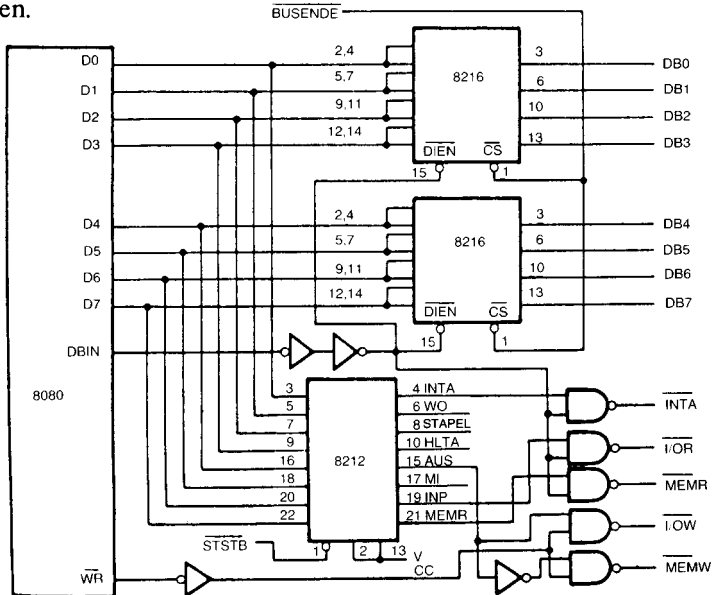 en.
BUSENDE
D0
2,4
3
DB0
D1
5,7
8216
6
DB1
D2
9,11
10
DB2
D3
12,14
13
DB3
DIEN
CS
15
1
D4
2,4
3
DB4
D5
5,7
8216
6
DB5
D6
9,11
10
DB6
D7
12,14
13
DB7
DIEN
CS
15
1
DBIN
8080
3
4 INTA
INTA
5
6 WO
7
8 STAPEL
9
10 HLTA
I/OR
16
8212
15 AUS
18
17 MI
MEMR
20
19 INP
22
21 MEMR
I/OW
STSTB
1
2
13
V
CC
WR
MEMW